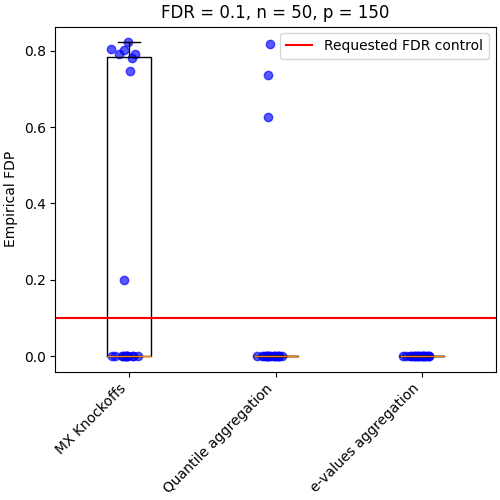 FDR = 0.1, n = 50, p = 150
Requested FDR control
Empirical FDP
0.8
0.6
0.4
0.2
0.0
MX Knockoffs
Quantile aggregation
e-values aggregation